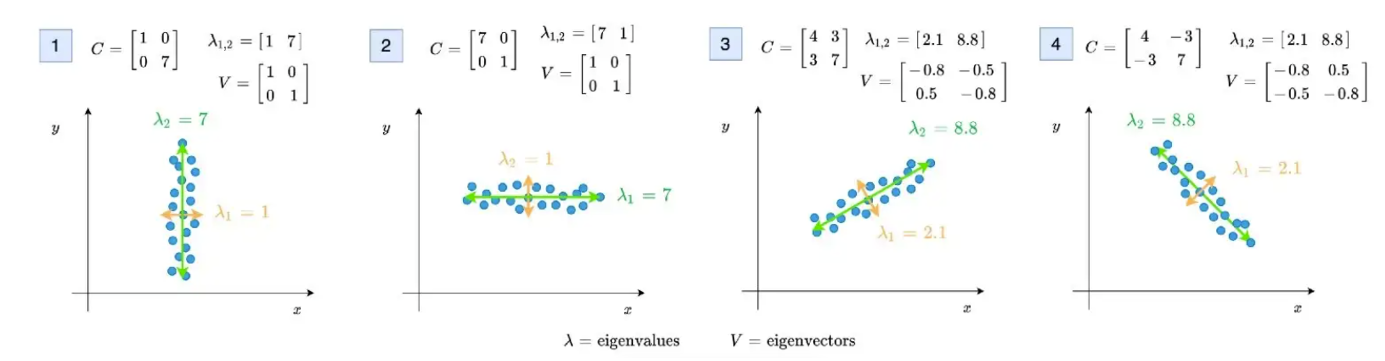 1
C = [1 0
0 7]
λ1,2 = [1 7]
V = [1 0
0 1]
y
λ2 = 7
λ1 = 1
x
2
C = [7 0
0 1]
λ1,2 = [7 1]
V = [1 0
0 1]
y
λ2 = 1
λ1 = 7
x
3
C = [4 3
3 7]
λ1,2 = [2.1 8.8]
V = [−0.8 −0.5
0.5 −0.8]
y
λ2 = 8.8
λ1 = 2.1
x
4
C = [4 −3
−3 7]
λ1,2 = [2.1 8.8]
V = [−0.8 0.5
−0.5 −0.8]
y
λ2 = 8.8
λ1 = 2.1
x
λ = eigenvalues
V = eigenvectors